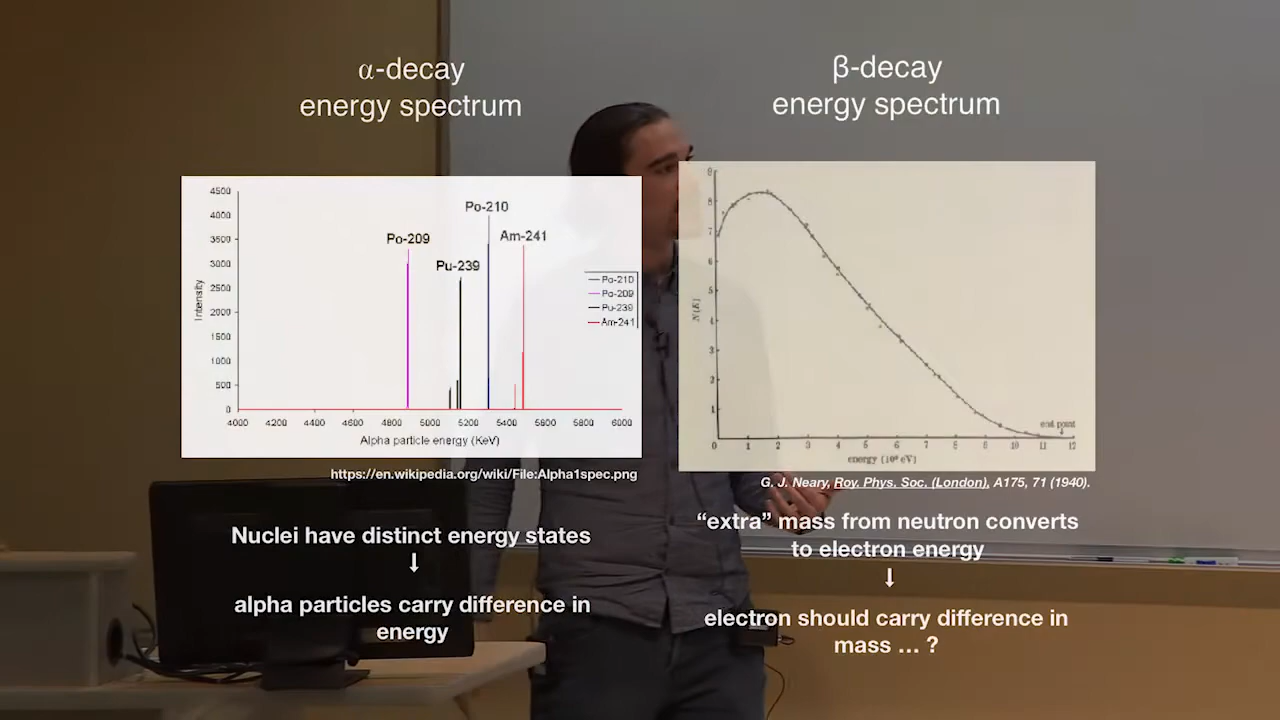 α-decay
energy spectrum
4500
4000
3500
3000
2500
2000
1500
1000
500
0
Intensity
Po-209
Pu-239
Po-210
Am-241
Po-210
Po-209
Pu-239
Am-241
4000 4200 4400 4600 4800 5000 5200 5400 5600 5800 6000
Alpha particle energy (KeV)
https://en.wikipedia.org/wiki/File:Alpha1spec.png
Nuclei have distinct energy states
↓
alpha particles carry difference in
energy
β-decay
energy spectrum
9
8
7
6
5
4
3
2
1
N(E)
end point
0 1 2 3 4 5 6 7 8 9 10 11 12
G. J. Neary, Roy. Phys. Soc. (London), A175, 71 (1940).
“extra” mass from neutron converts
to electron energy
↓
electron should carry difference in
mass … ?